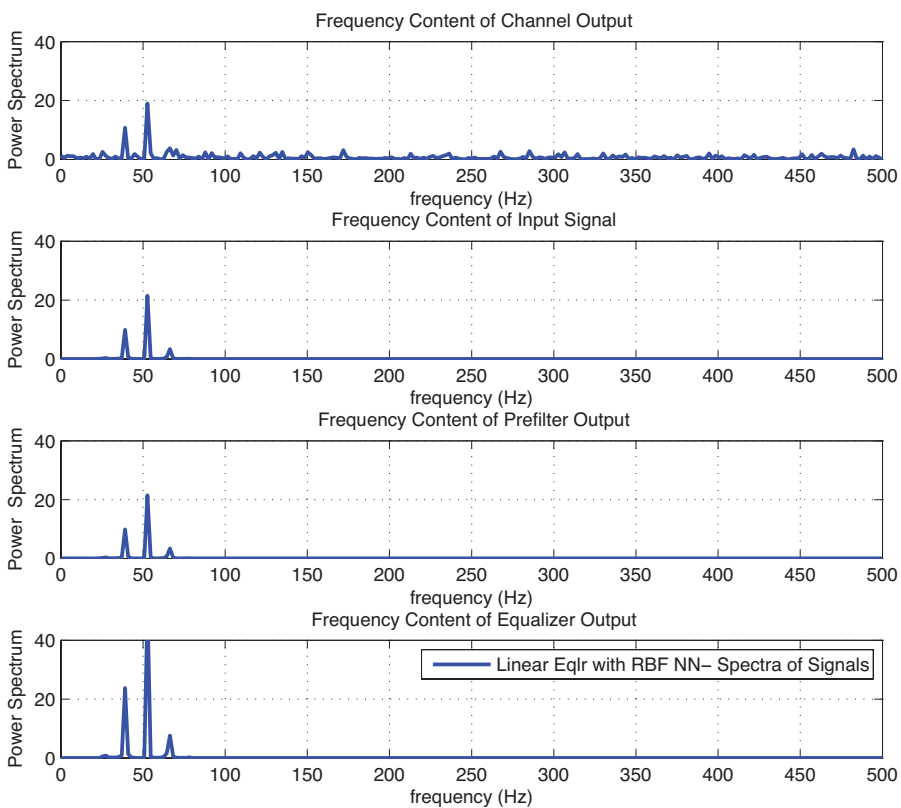 Frequency Content of Channel Output
Power Spectrum
40
20
0
0 50 100 150 200 250 300 350 400 450 500
frequency (Hz)
Frequency Content of Input Signal
Power Spectrum
40
20
0
0 50 100 150 200 250 300 350 400 450 500
frequency (Hz)
Frequency Content of Prefilter Output
Power Spectrum
40
20
0
0 50 100 150 200 250 300 350 400 450 500
frequency (Hz)
Frequency Content of Equalizer Output
Power Spectrum
40
20
0
Linear Eqlr with RBF NN− Spectra of Signals
0 50 100 150 200 250 300 350 400 450 500
frequency (Hz)